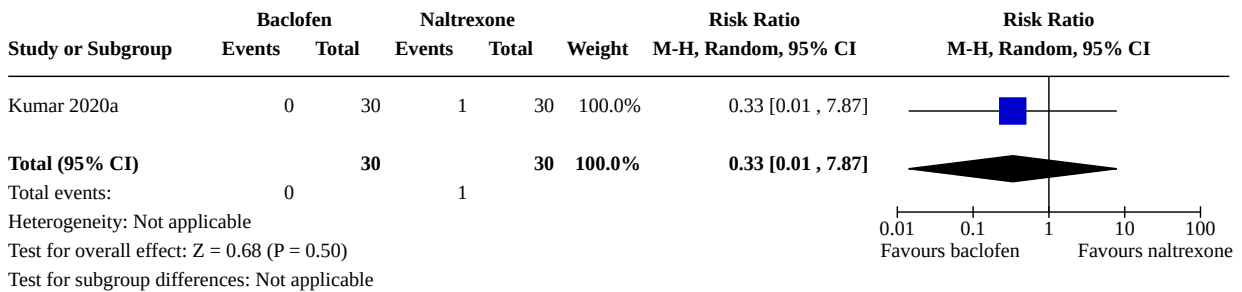 Baclofen Naltrexone Risk Ratio Risk Ratio
Study or Subgroup Events Total Events Total Weight M-H, Random, 95% CI M-H, Random, 95% CI
Kumar 2020a 0 30 1 30 100.0% 0.33 [0.01 , 7.87]
Total (95% CI) 30 30 100.0% 0.33 [0.01 , 7.87]
Total events: 0 1
Heterogeneity: Not applicable
0.01 0.1 1 10 100
Test for overall effect: Z = 0.68 (P = 0.50) Favours baclofen Favours naltrexone
Test for subgroup differences: Not applicable